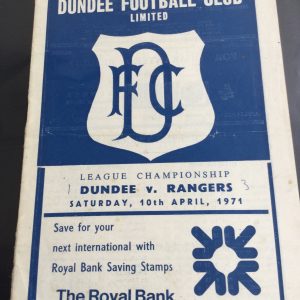 DUNDEE FOOTBALL CLUB
LIMITED
DFC
LEAGUE CHAMPIONSHIP
1 DUNDEE v. RANGERS 3
SATURDAY, 10th APRIL, 1971
Save for your
next international with
Royal Bank Saving Stamps
The Royal Bank